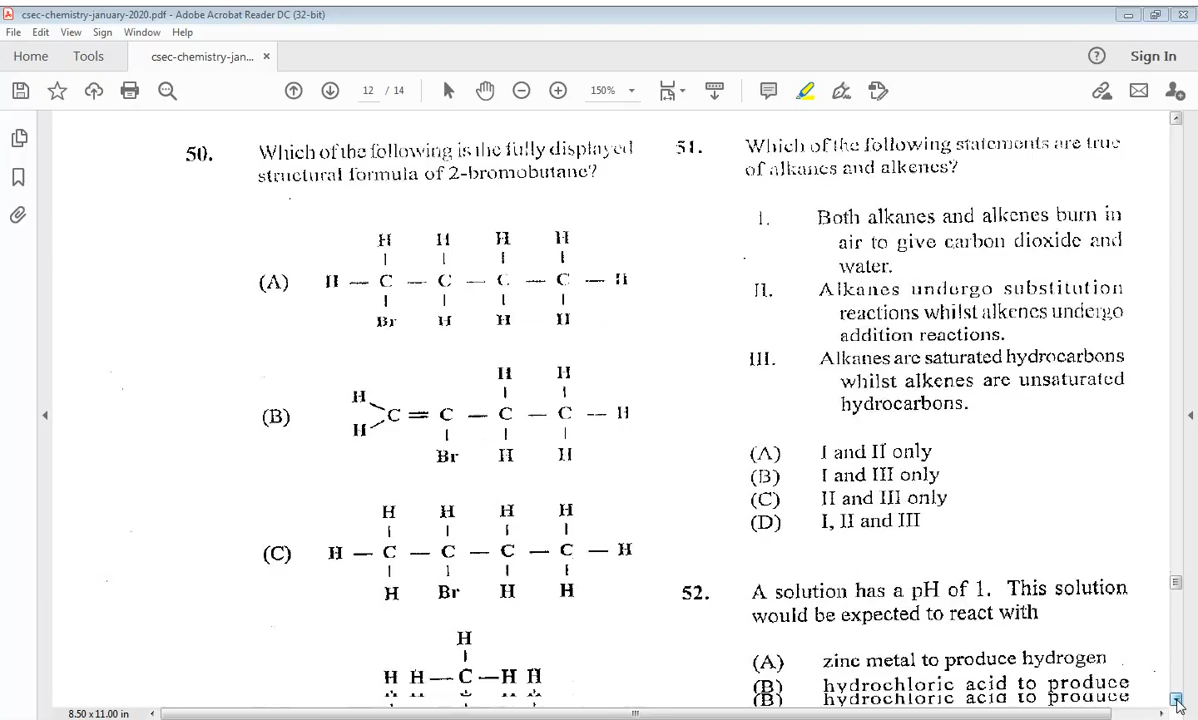 csec-chemistry-january-2020.pdf - Adobe Acrobat Reader DC (32-bit)
File Edit View Sign Window Help
Home Tools csec-chemistry-jan... × ? Sign In
12 / 14 150%
50. Which of the following is the fully displayed
structural formula of 2-bromobutane?
H H H H
(A) H — C — C — C — C — H
Br H H H
H H
H
(B) C = C — C — C — H
H
Br H H
H H H H
(C) H — C — C — C — C — H
H Br H H
H
H H — C — H H
51. Which of the following statements are true
of alkanes and alkenes?
I. Both alkanes and alkenes burn in
air to give carbon dioxide and
water.
II. Alkanes undergo substitution
reactions whilst alkenes undergo
addition reactions.
III. Alkanes are saturated hydrocarbons
whilst alkenes are unsaturated
hydrocarbons.
(A) I and II only
(B) I and III only
(C) II and III only
(D) I, II and III
52. A solution has a pH of 1. This solution
would be expected to react with
(A) zinc metal to produce hydrogen
(B) hydrochloric acid to produce
(B) hydrochloric acid to produce
8.50 x 11.00 in